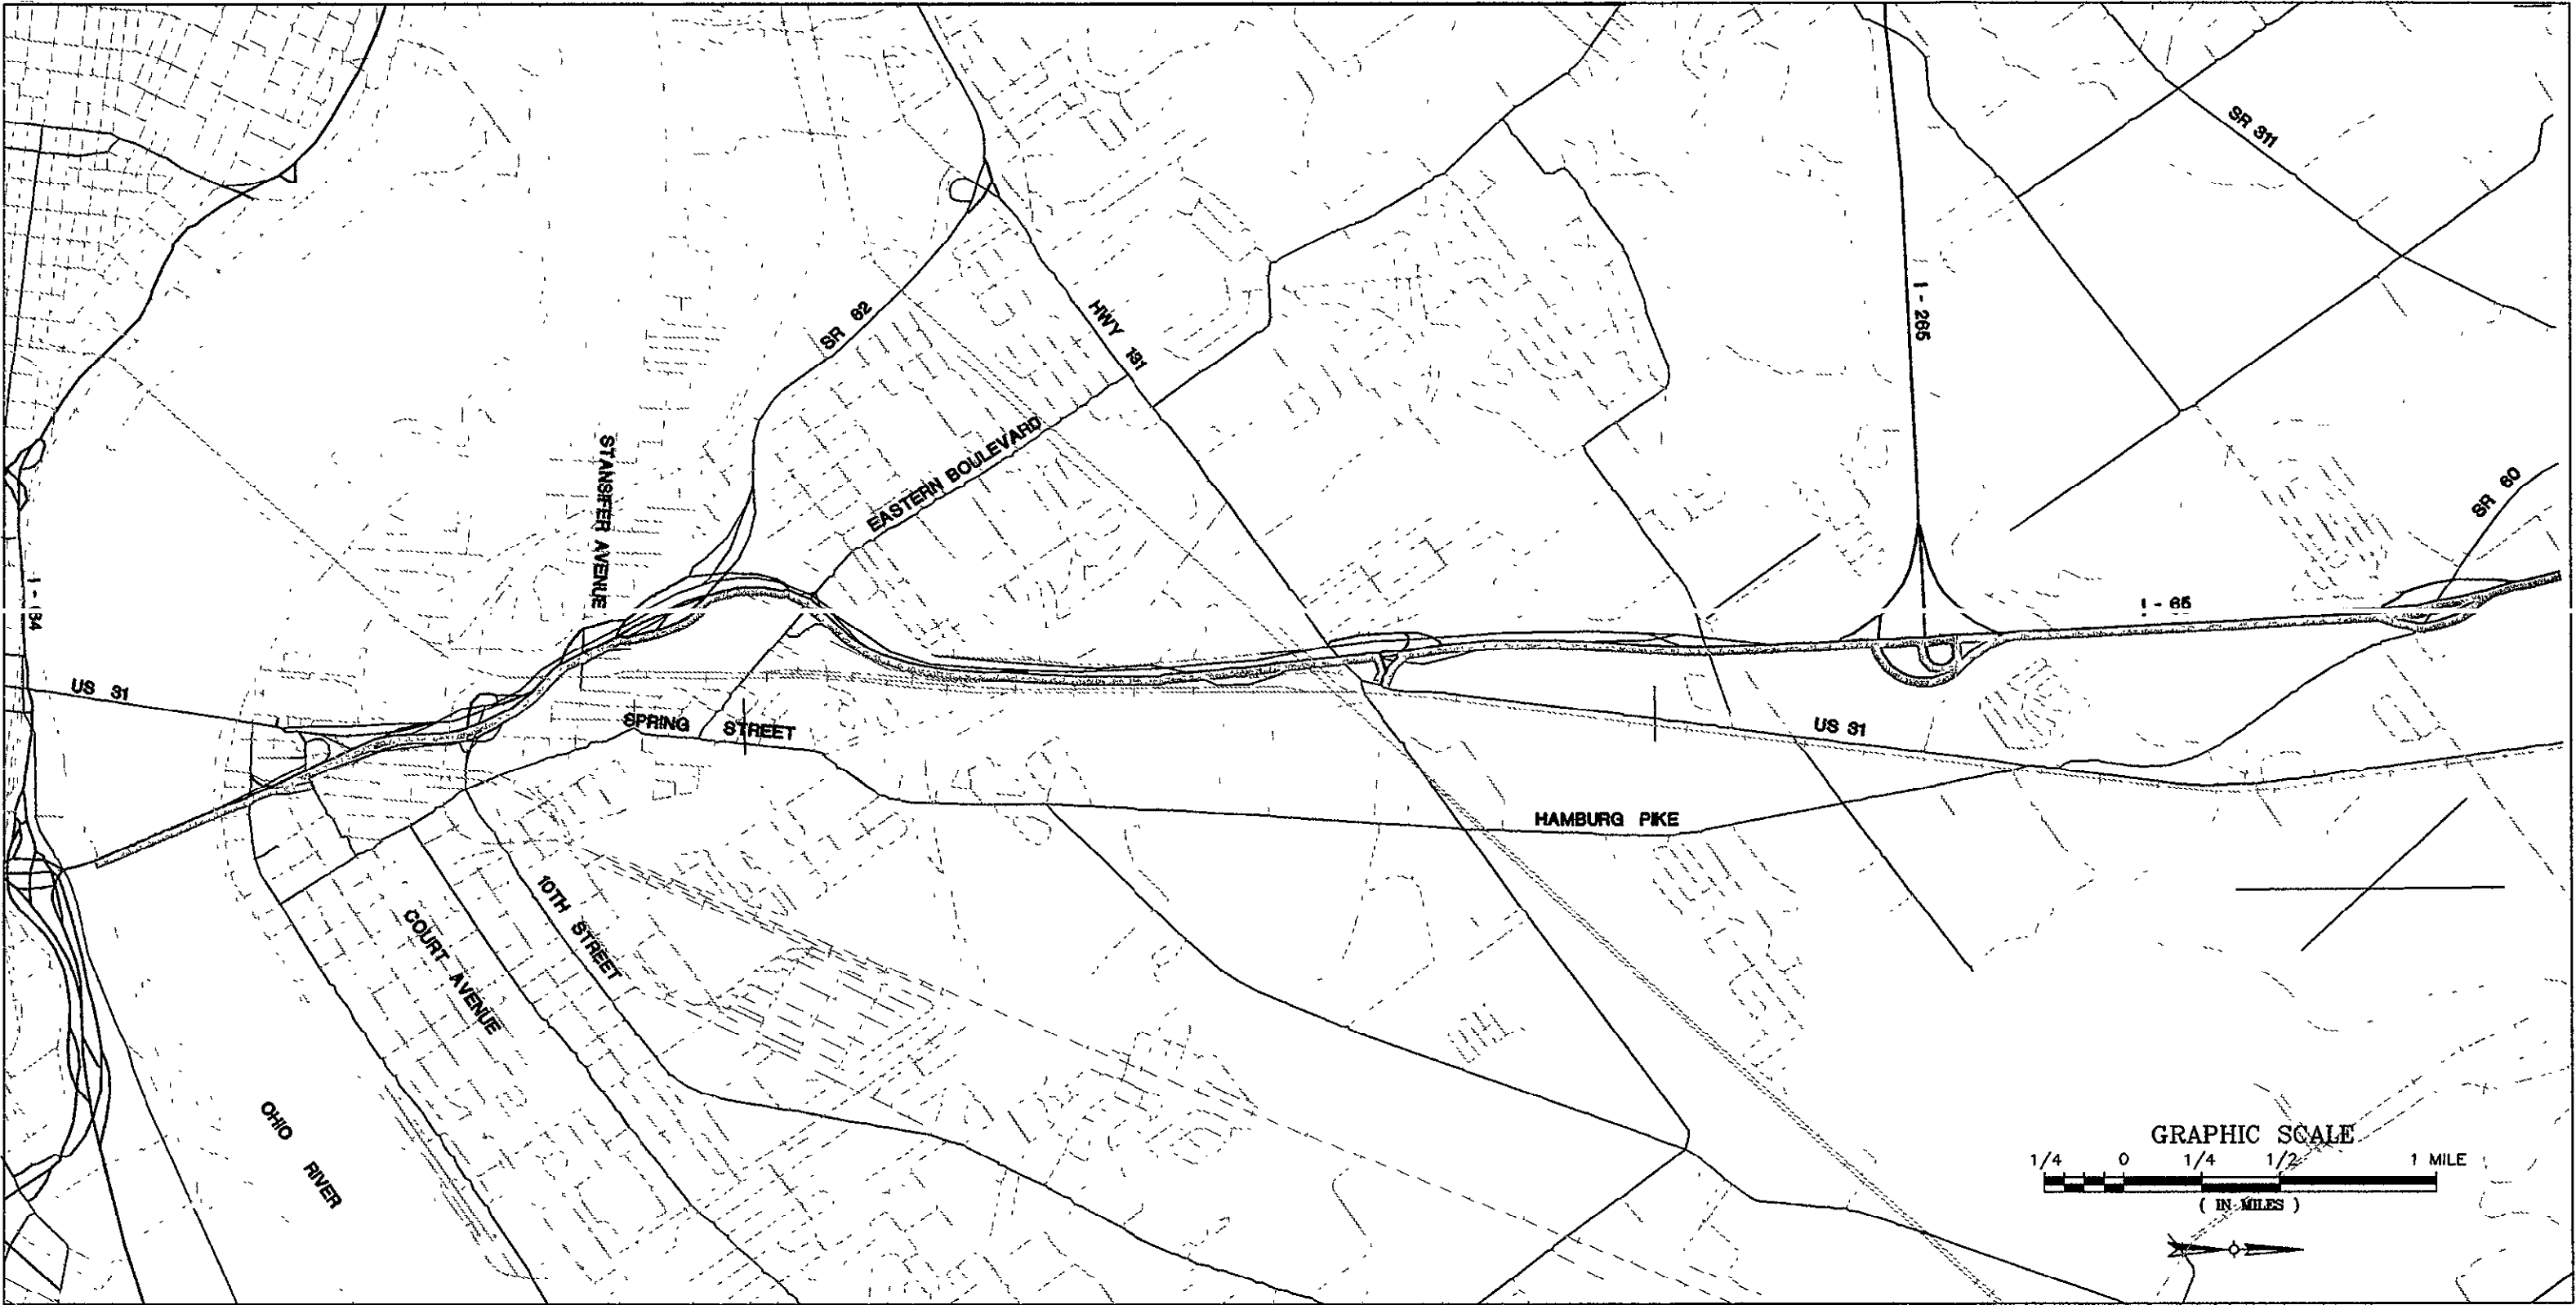 SR 311
I - 265
SR 62
HWY 131
EASTERN BOULEVARD
STANSIFER AVENUE
SR 60
I - 65
US 31
SPRING STREET
US 31
HAMBURG PIKE
10TH STREET
COURT AVENUE
OHIO RIVER
GRAPHIC SCALE
1/4 0 1/4 1/2 1 MILE
( IN MILES )